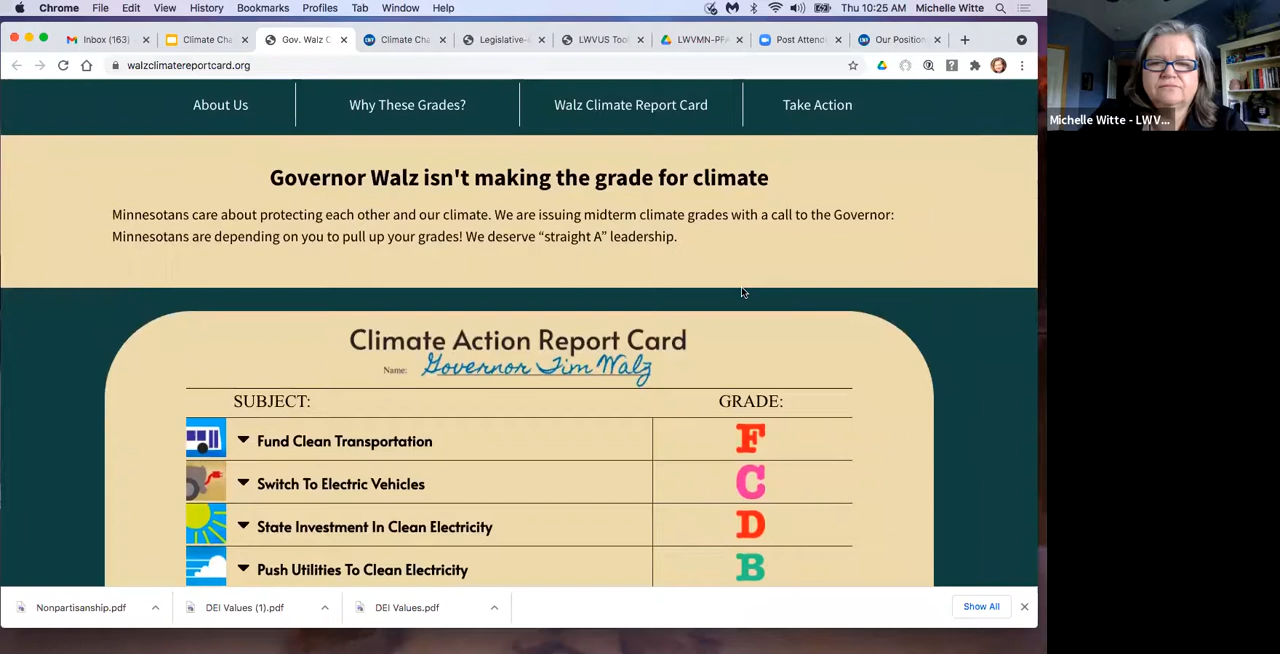 Chrome File Edit View History Bookmarks Profiles Tab Window Help Thu 10:25 AM Michelle Witte
Inbox (163) Climate Cha Gov. Walz C Climate Cha Legislative- LWVUS Tool LWVMN-PFA Post Attend Our Position
walzclimatereportcard.org
About Us Why These Grades? Walz Climate Report Card Take Action
Michelle Witte - LWV...
Governor Walz isn't making the grade for climate
Minnesotans care about protecting each other and our climate. We are issuing midterm climate grades with a call to the Governor:
Minnesotans are depending on you to pull up your grades! We deserve “straight A” leadership.
Climate Action Report Card
Name: Governor Tim Walz
SUBJECT: GRADE:
Fund Clean Transportation F
Switch To Electric Vehicles C
State Investment In Clean Electricity D
Push Utilities To Clean Electricity B
Nonpartisanship.pdf DEI Values (1).pdf DEI Values.pdf Show All